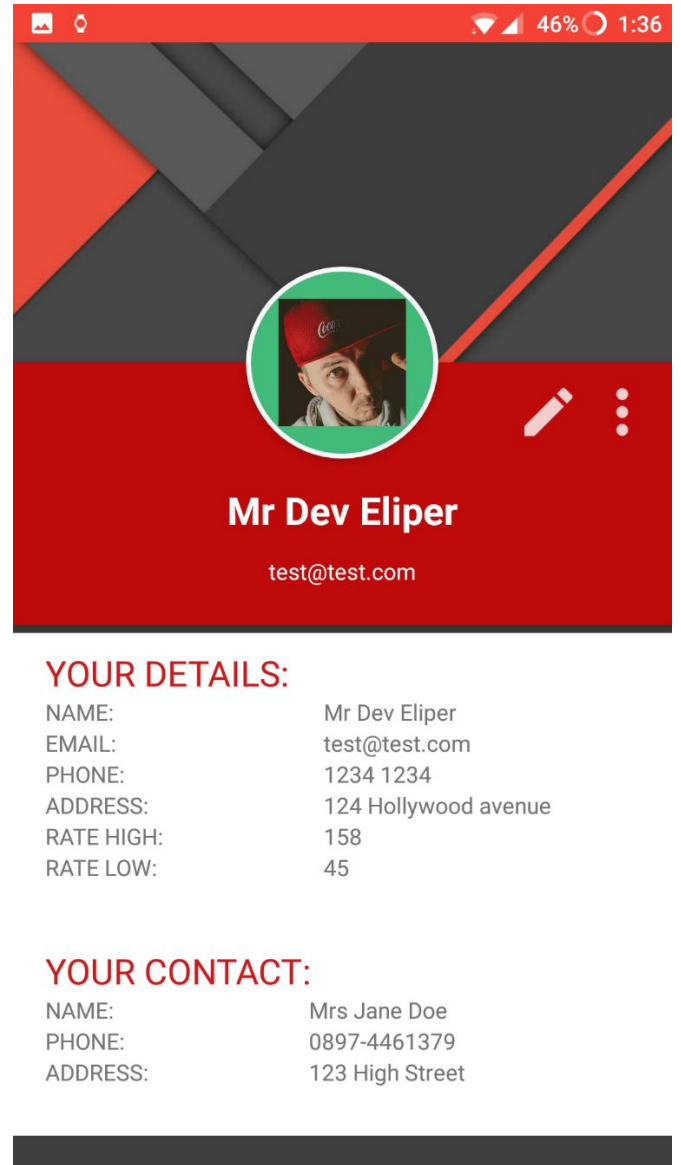 46% 1:36
Coca
Mr Dev Eliper
test@test.com
YOUR DETAILS:
NAME: Mr Dev Eliper
EMAIL: test@test.com
PHONE: 1234 1234
ADDRESS: 124 Hollywood avenue
RATE HIGH: 158
RATE LOW: 45
YOUR CONTACT:
NAME: Mrs Jane Doe
PHONE: 0897-4461379
ADDRESS: 123 High Street